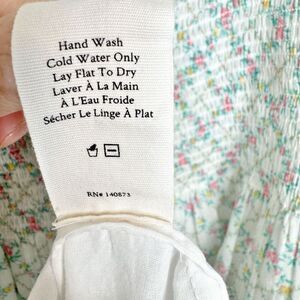 Hand Wash
Cold Water Only
Lay Flat To Dry
Laver À La Main
À L'Eau Froide
Sécher Le Linge À Plat
RN# 140873